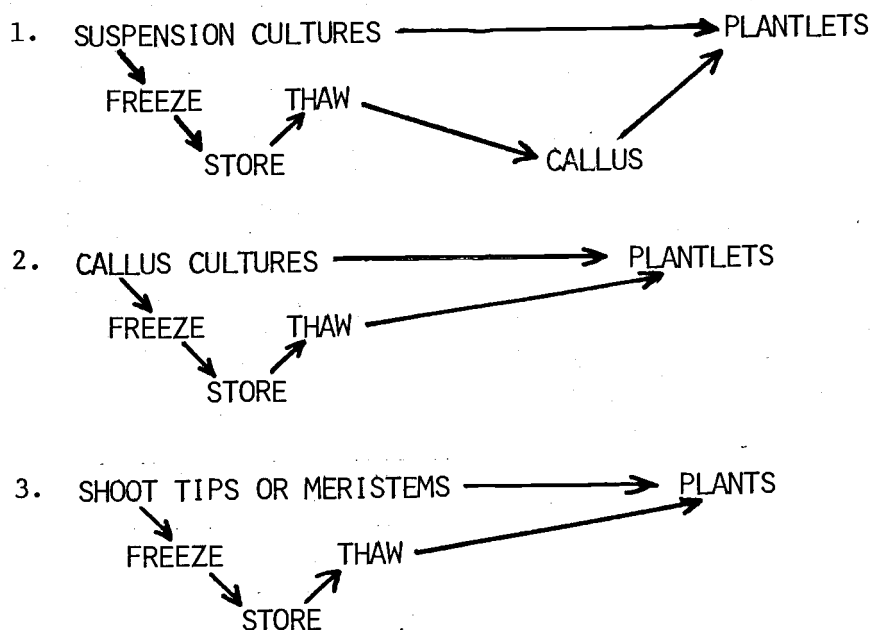 1. SUSPENSION CULTURES PLANTLETS
FREEZE THAW
STORE CALLUS
2. CALLUS CULTURES PLANTLETS
FREEZE THAW
STORE
3. SHOOT TIPS OR MERISTEMS PLANTS
FREEZE THAW
STORE